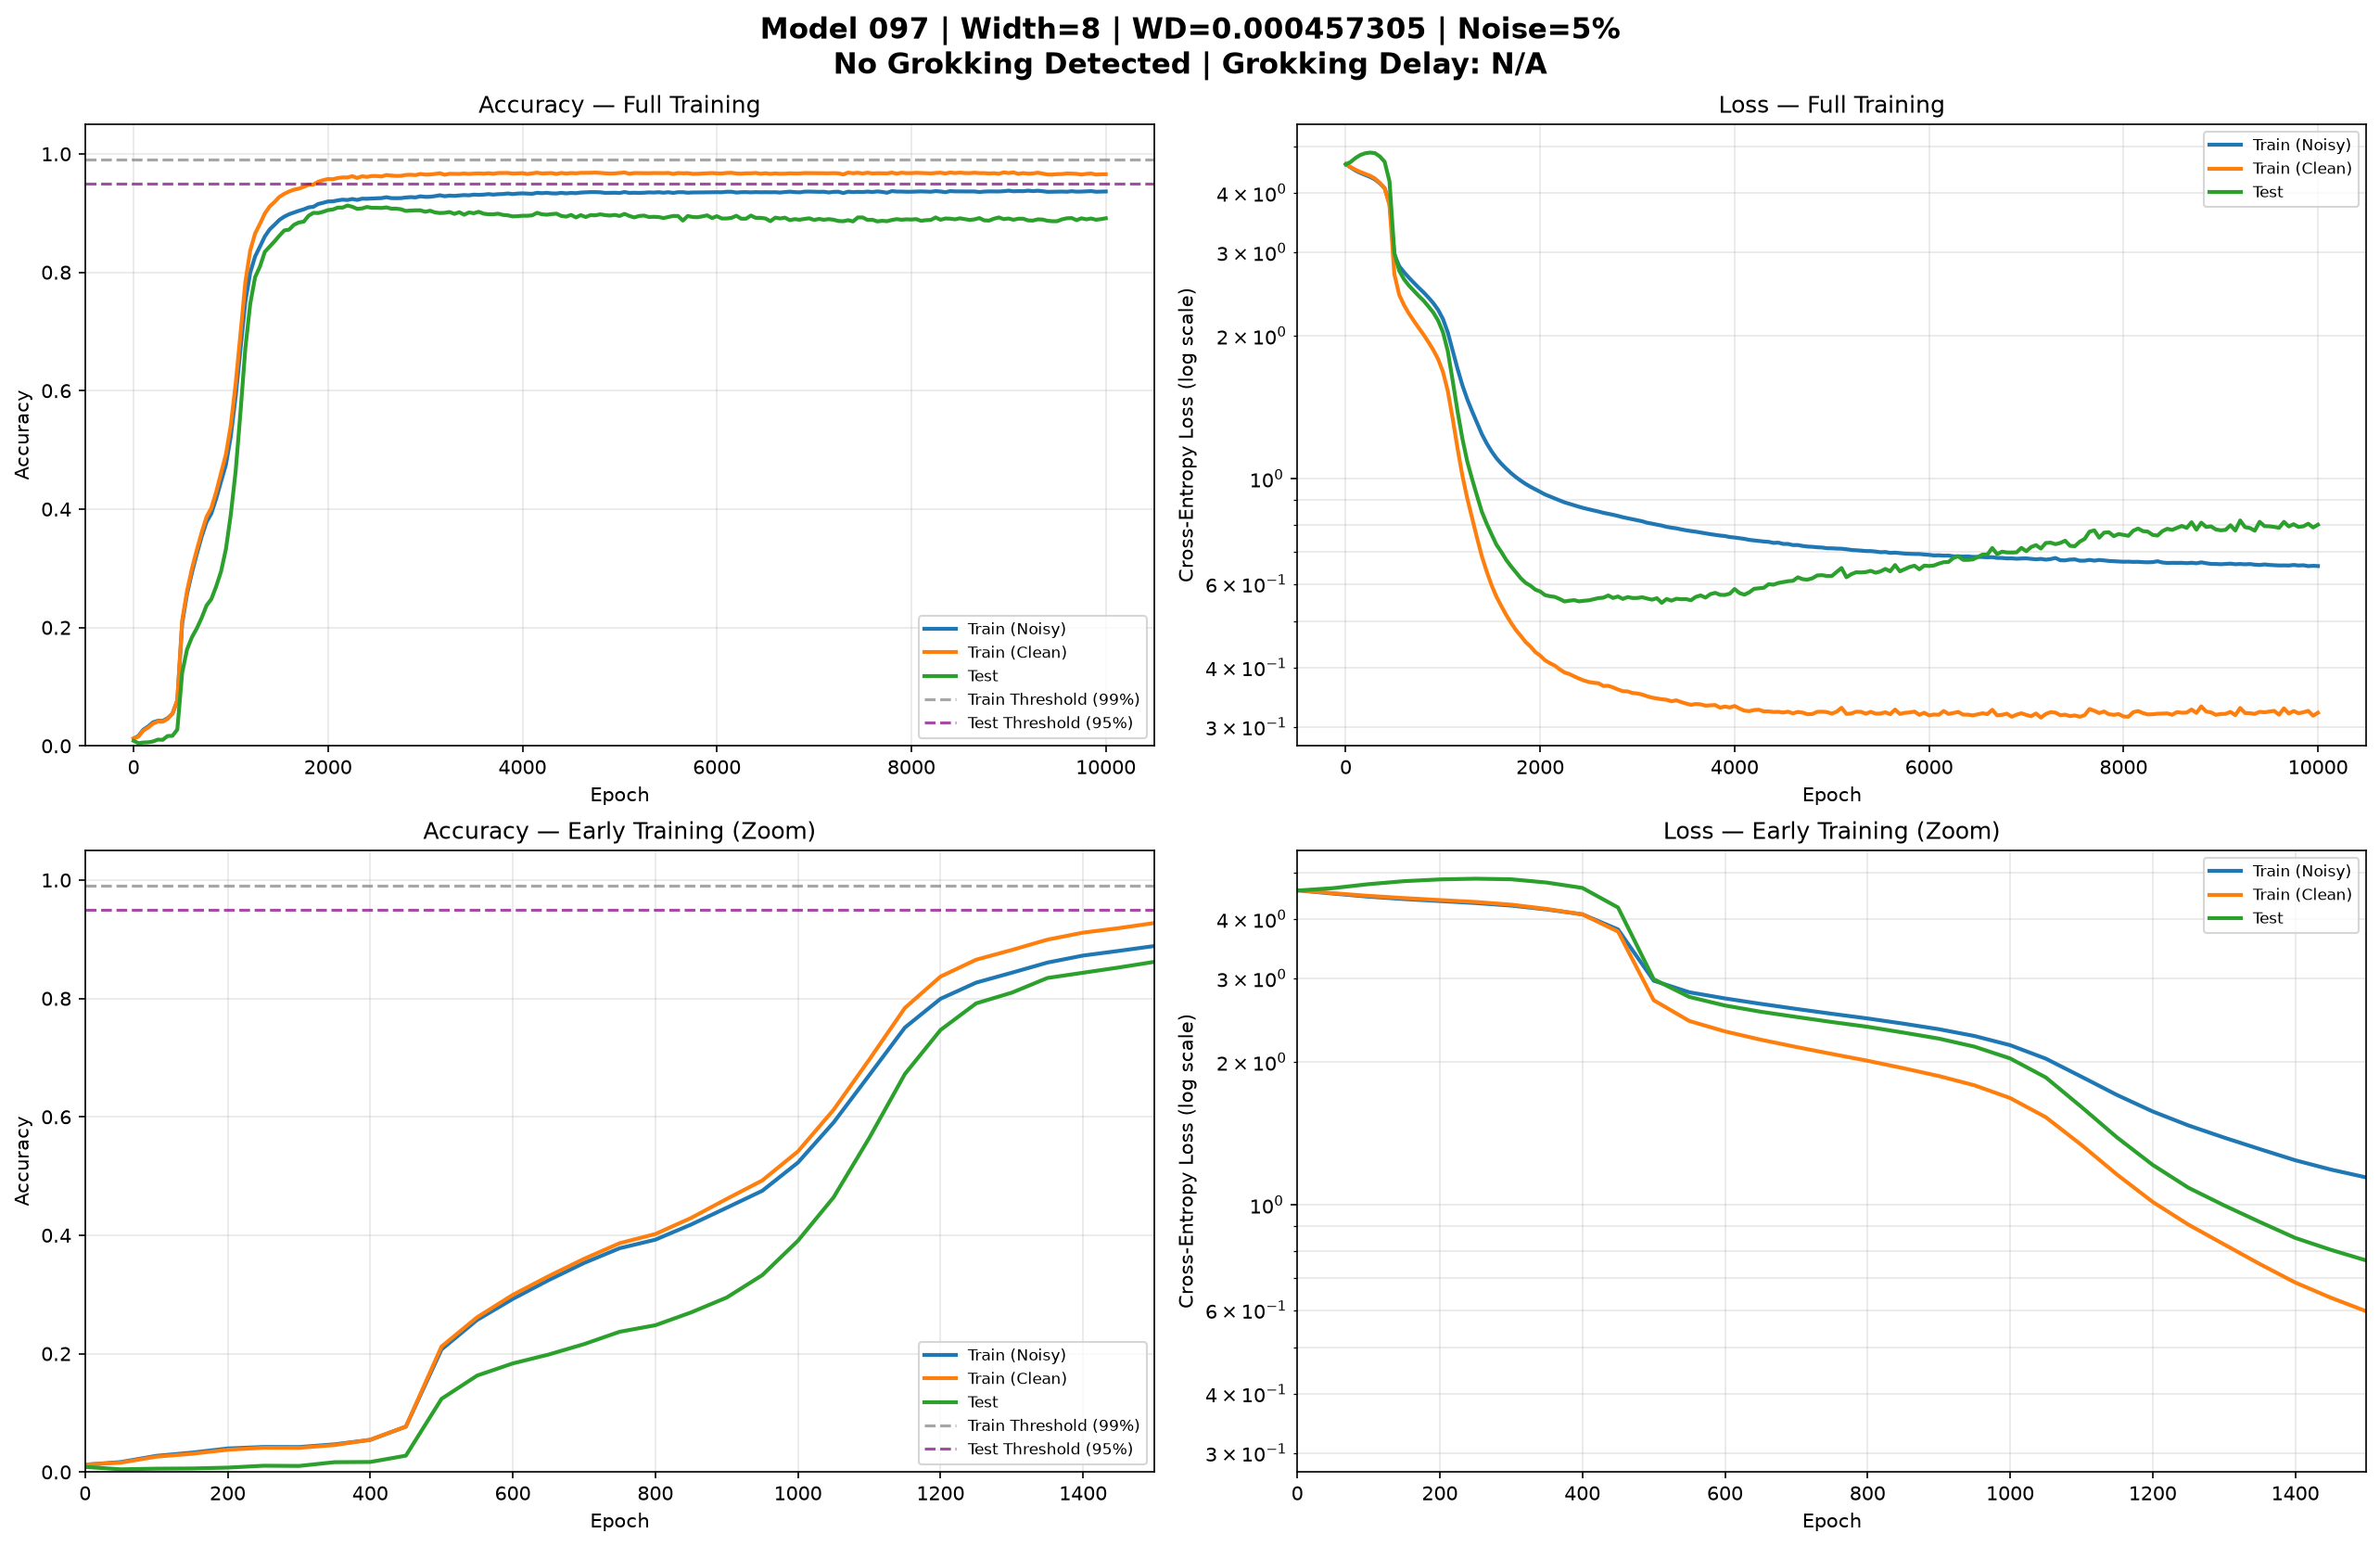 Model 097 | Width=8 | WD=0.000457305 | Noise=5%
No Grokking Detected | Grokking Delay: N/A
Accuracy — Full Training
Accuracy
1.0
0.8
0.6
0.4
0.2
0.0
0 2000 4000 6000 8000 10000
Epoch
Train (Noisy)
Train (Clean)
Test
Train Threshold (99%)
Test Threshold (95%)
Loss — Full Training
Cross-Entropy Loss (log scale)
4 × 10⁰
3 × 10⁰
2 × 10⁰
10⁰
6 × 10⁻¹
4 × 10⁻¹
3 × 10⁻¹
0 2000 4000 6000 8000 10000
Epoch
Train (Noisy)
Train (Clean)
Test
Accuracy — Early Training (Zoom)
Accuracy
1.0
0.8
0.6
0.4
0.2
0.0
0 200 400 600 800 1000 1200 1400
Epoch
Train (Noisy)
Train (Clean)
Test
Train Threshold (99%)
Test Threshold (95%)
Loss — Early Training (Zoom)
Cross-Entropy Loss (log scale)
4 × 10⁰
3 × 10⁰
2 × 10⁰
10⁰
6 × 10⁻¹
4 × 10⁻¹
3 × 10⁻¹
0 200 400 600 800 1000 1200 1400
Epoch
Train (Noisy)
Train (Clean)
Test